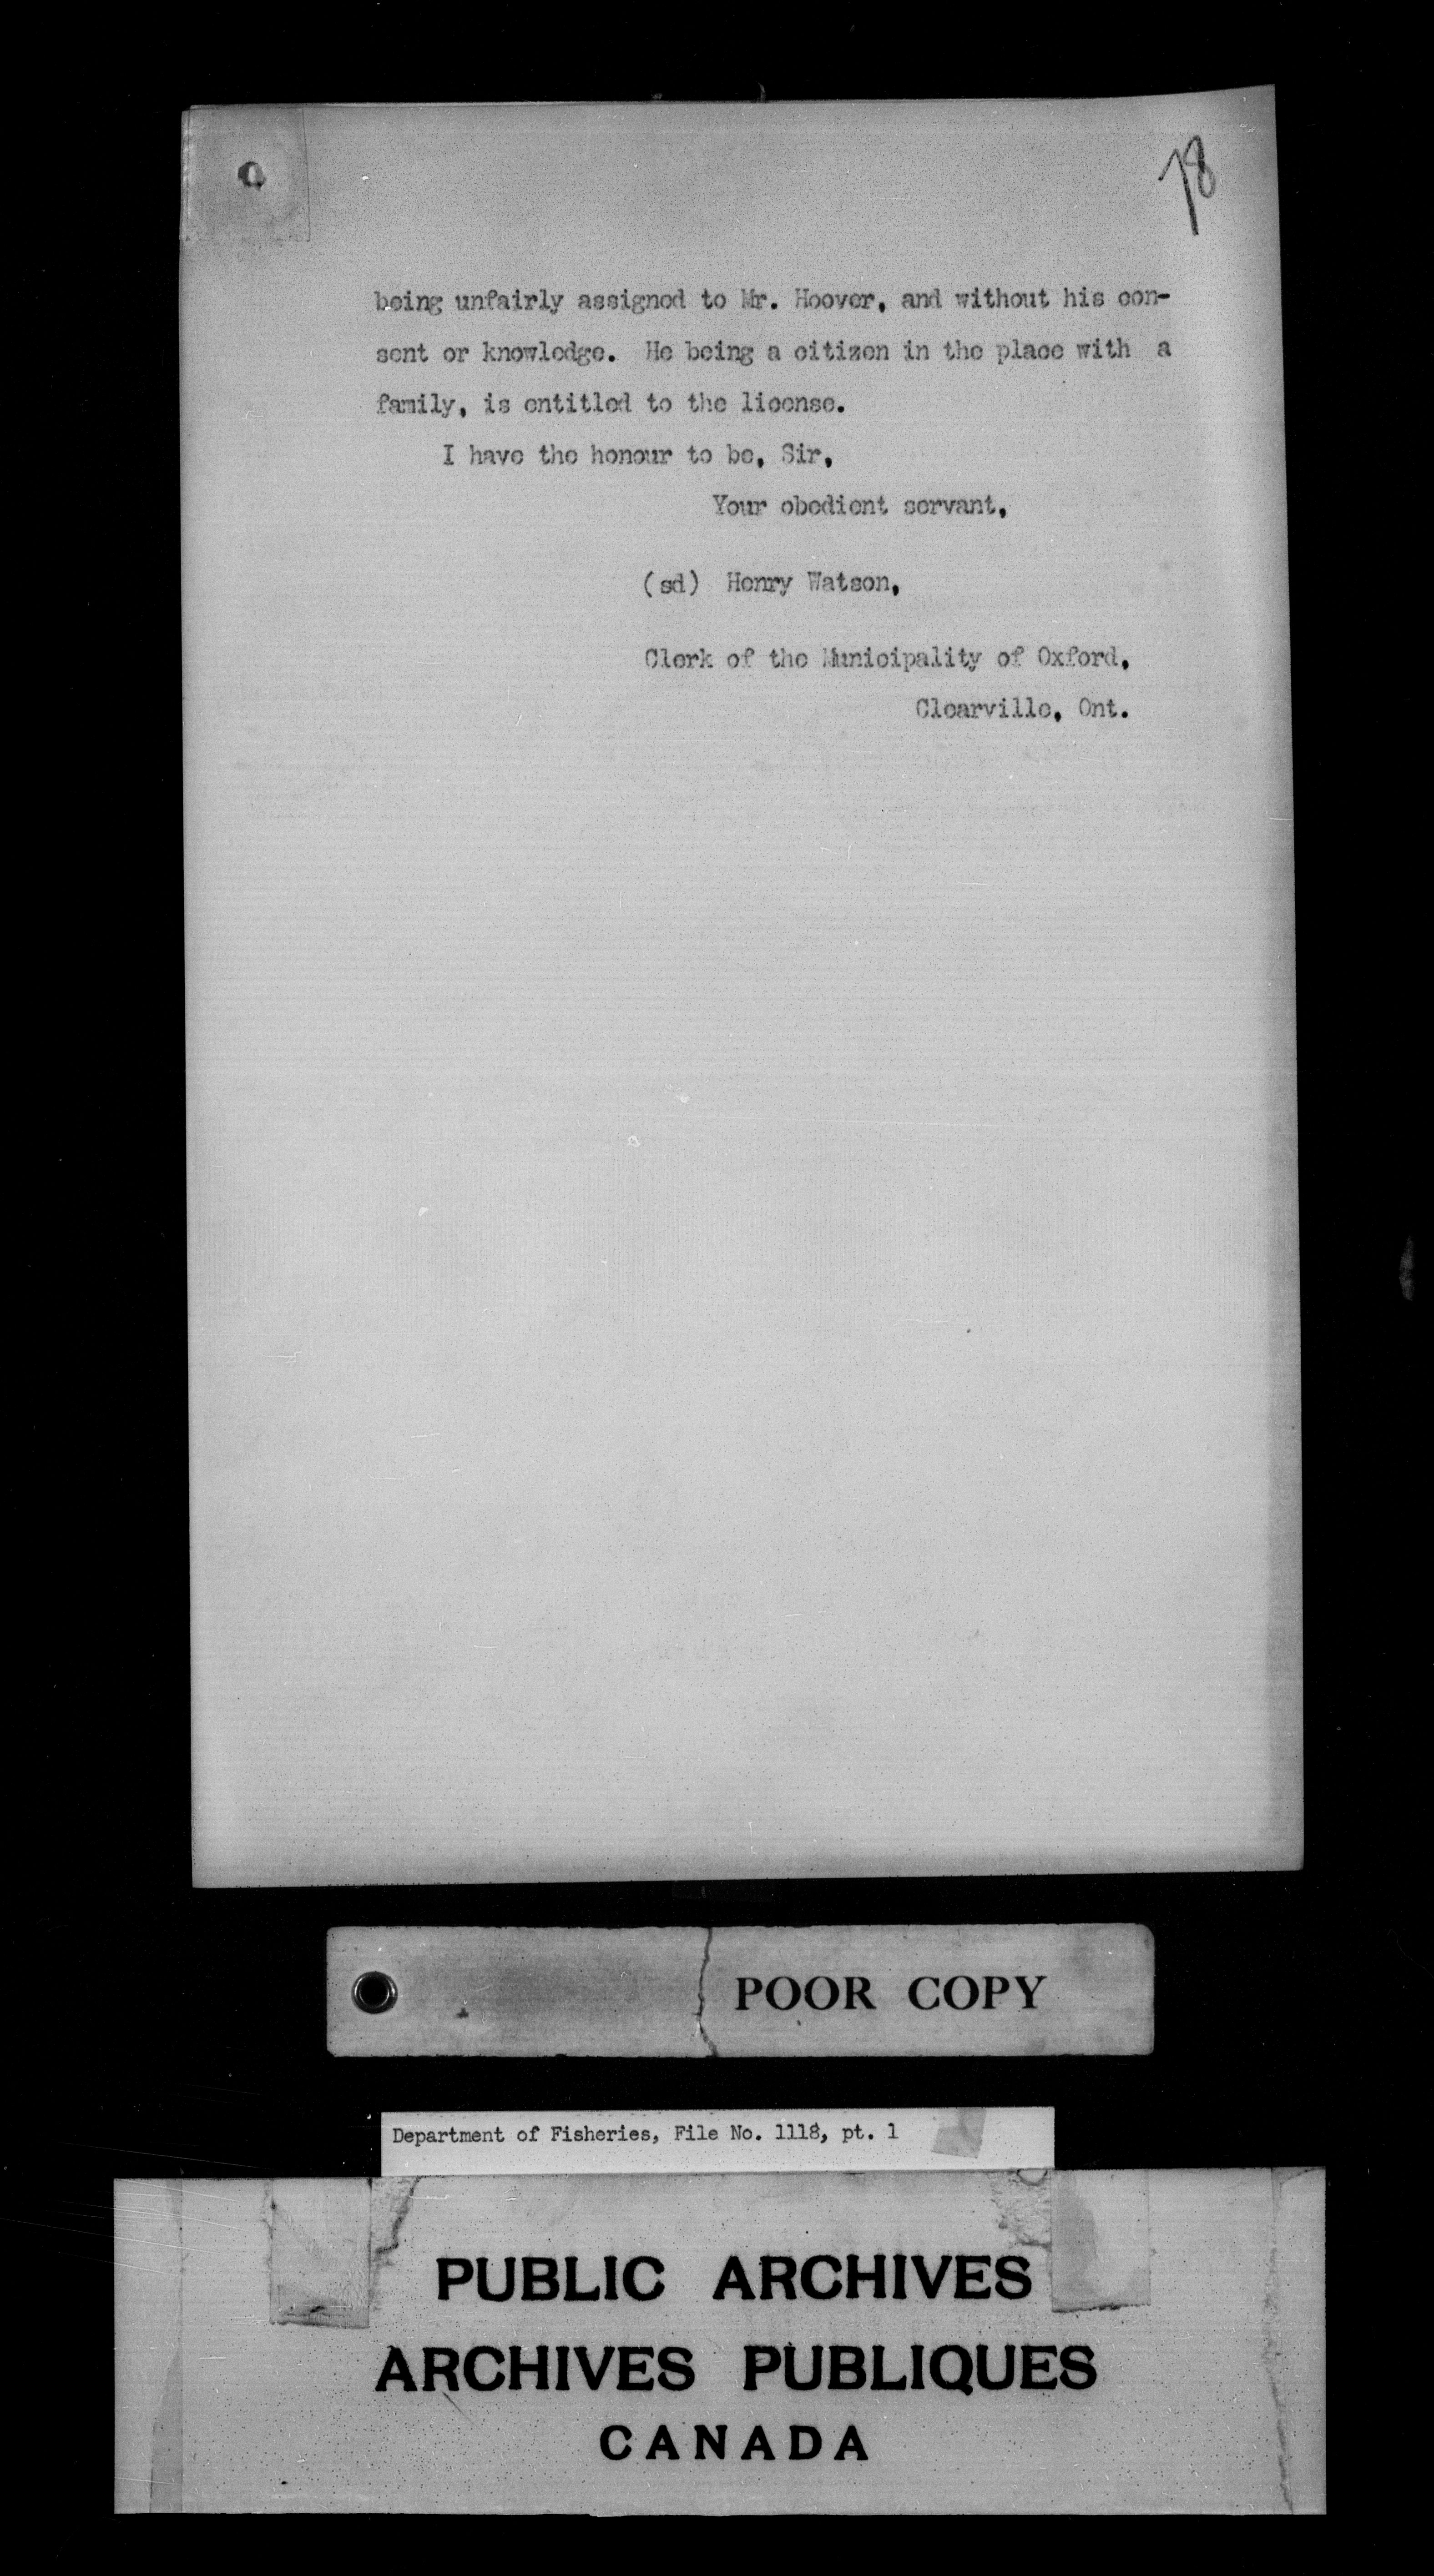 78
being unfairly assigned to Mr. Hoover, and without his con-
sent or knowledge. He being a citizen in the place with a
family, is entitled to the license.
I have the honour to be, Sir,
Your obedient servant,
(sd) Henry Watson,
Clerk of the Municipality of Oxford,
Clearville, Ont.
POOR COPY
Department of Fisheries, File No. 1118, pt. 1
PUBLIC ARCHIVES
ARCHIVES PUBLIQUES
CANADA